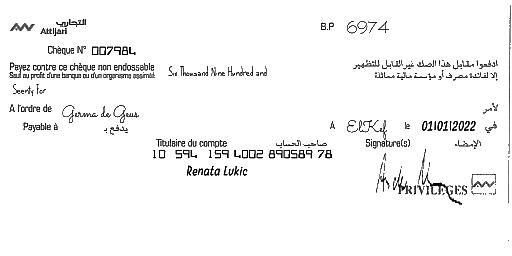 التجاري
Attijari
B.P 6974
Chèque N° 007984
Payez contre ce chèque non endossable
Sauf au profit d'une banque ou d'un organisme assimilé
Six Thousand Nine Hundred and
ادفعوا مقابل هذا الصك غير القابل للتظهير
إلا لفائدة مصرف أو مؤسسة مالية مماثلة
Seenty For
A l'ordre de
Germa de Geus
لأمر
Payable à
يدفع بـ
A El Kef le 01/01/2022 في
Titulaire du compte صاحب الحساب
Signature(s) الإمضاء
10 594 159 4002 890589 78
Renata Lukic
PRIVILEGES